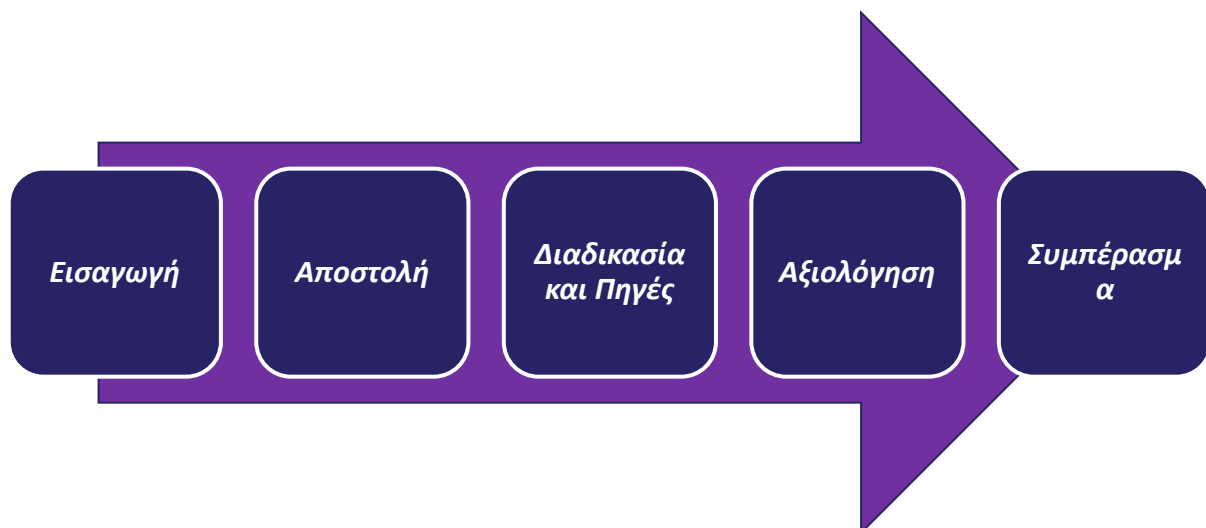 Εισαγωγή
Αποστολή
Διαδικασία
και Πηγές
Αξιολόγηση
Συμπέρασμ
α